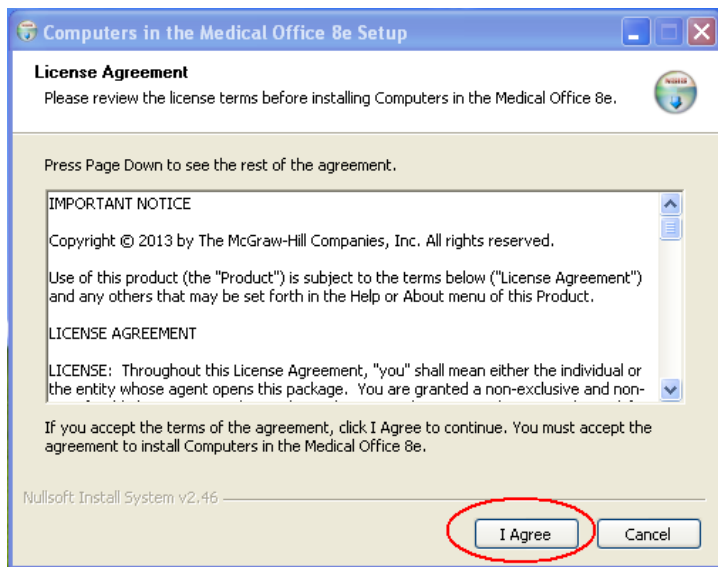 Computers in the Medical Office 8e Setup
License Agreement
Please review the license terms before installing Computers in the Medical Office 8e.
Press Page Down to see the rest of the agreement.
IMPORTANT NOTICE
Copyright © 2013 by The McGraw-Hill Companies, Inc. All rights reserved.
Use of this product (the "Product") is subject to the terms below ("License Agreement")
and any others that may be set forth in the Help or About menu of this Product.
LICENSE AGREEMENT
LICENSE: Throughout this License Agreement, "you" shall mean either the individual or
the entity whose agent opens this package. You are granted a non-exclusive and non-
If you accept the terms of the agreement, click I Agree to continue. You must accept the
agreement to install Computers in the Medical Office 8e.
Nullsoft Install System v2.46
I Agree
Cancel